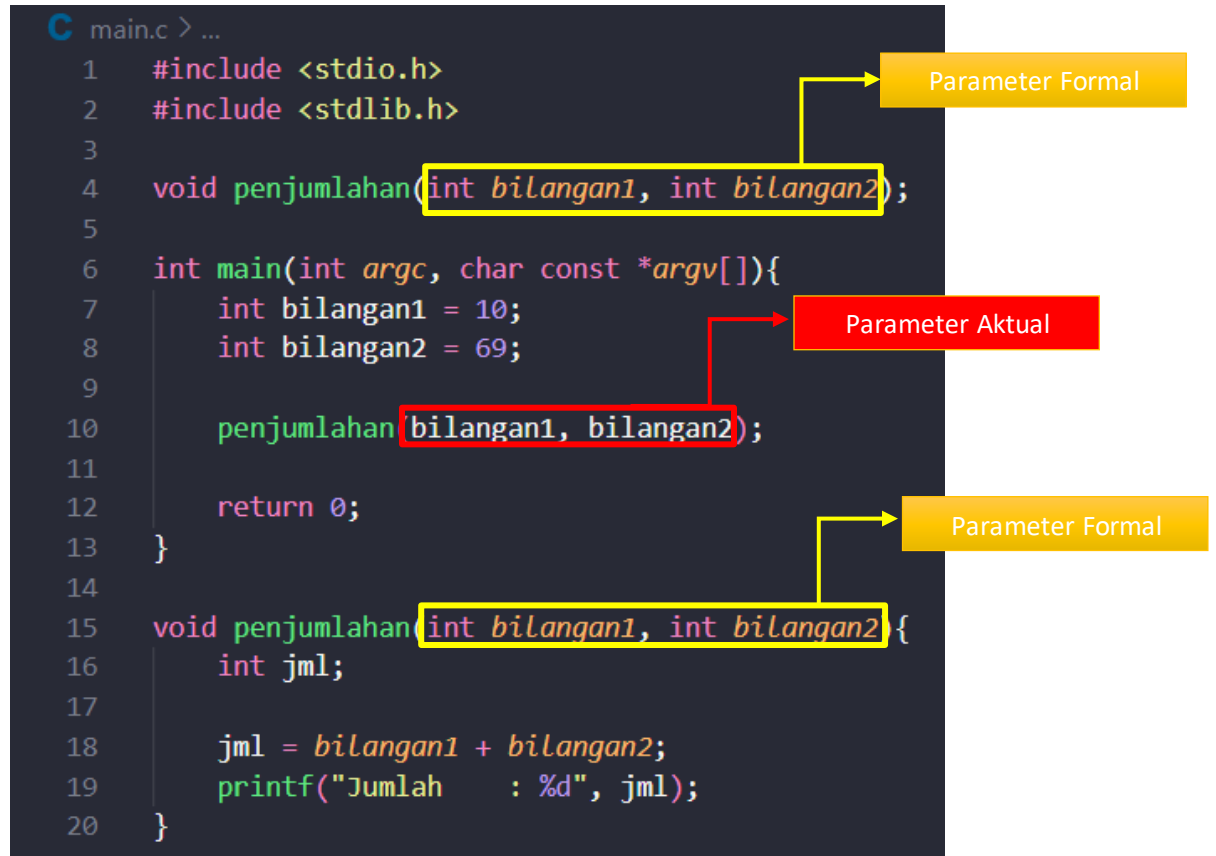 C main.c > ...
1 #include <stdio.h>
Parameter Formal
2 #include <stdlib.h>
3
4 void penjumlahan(int bilangan1, int bilangan2);
5
6 int main(int argc, char const *argv[]){
7     int bilangan1 = 10;
Parameter Aktual
8     int bilangan2 = 69;
9
10     penjumlahan(bilangan1, bilangan2);
11
12     return 0;
Parameter Formal
13 }
14
15 void penjumlahan(int bilangan1, int bilangan2){
16     int jml;
17
18     jml = bilangan1 + bilangan2;
19     printf("Jumlah    : %d", jml);
20 }